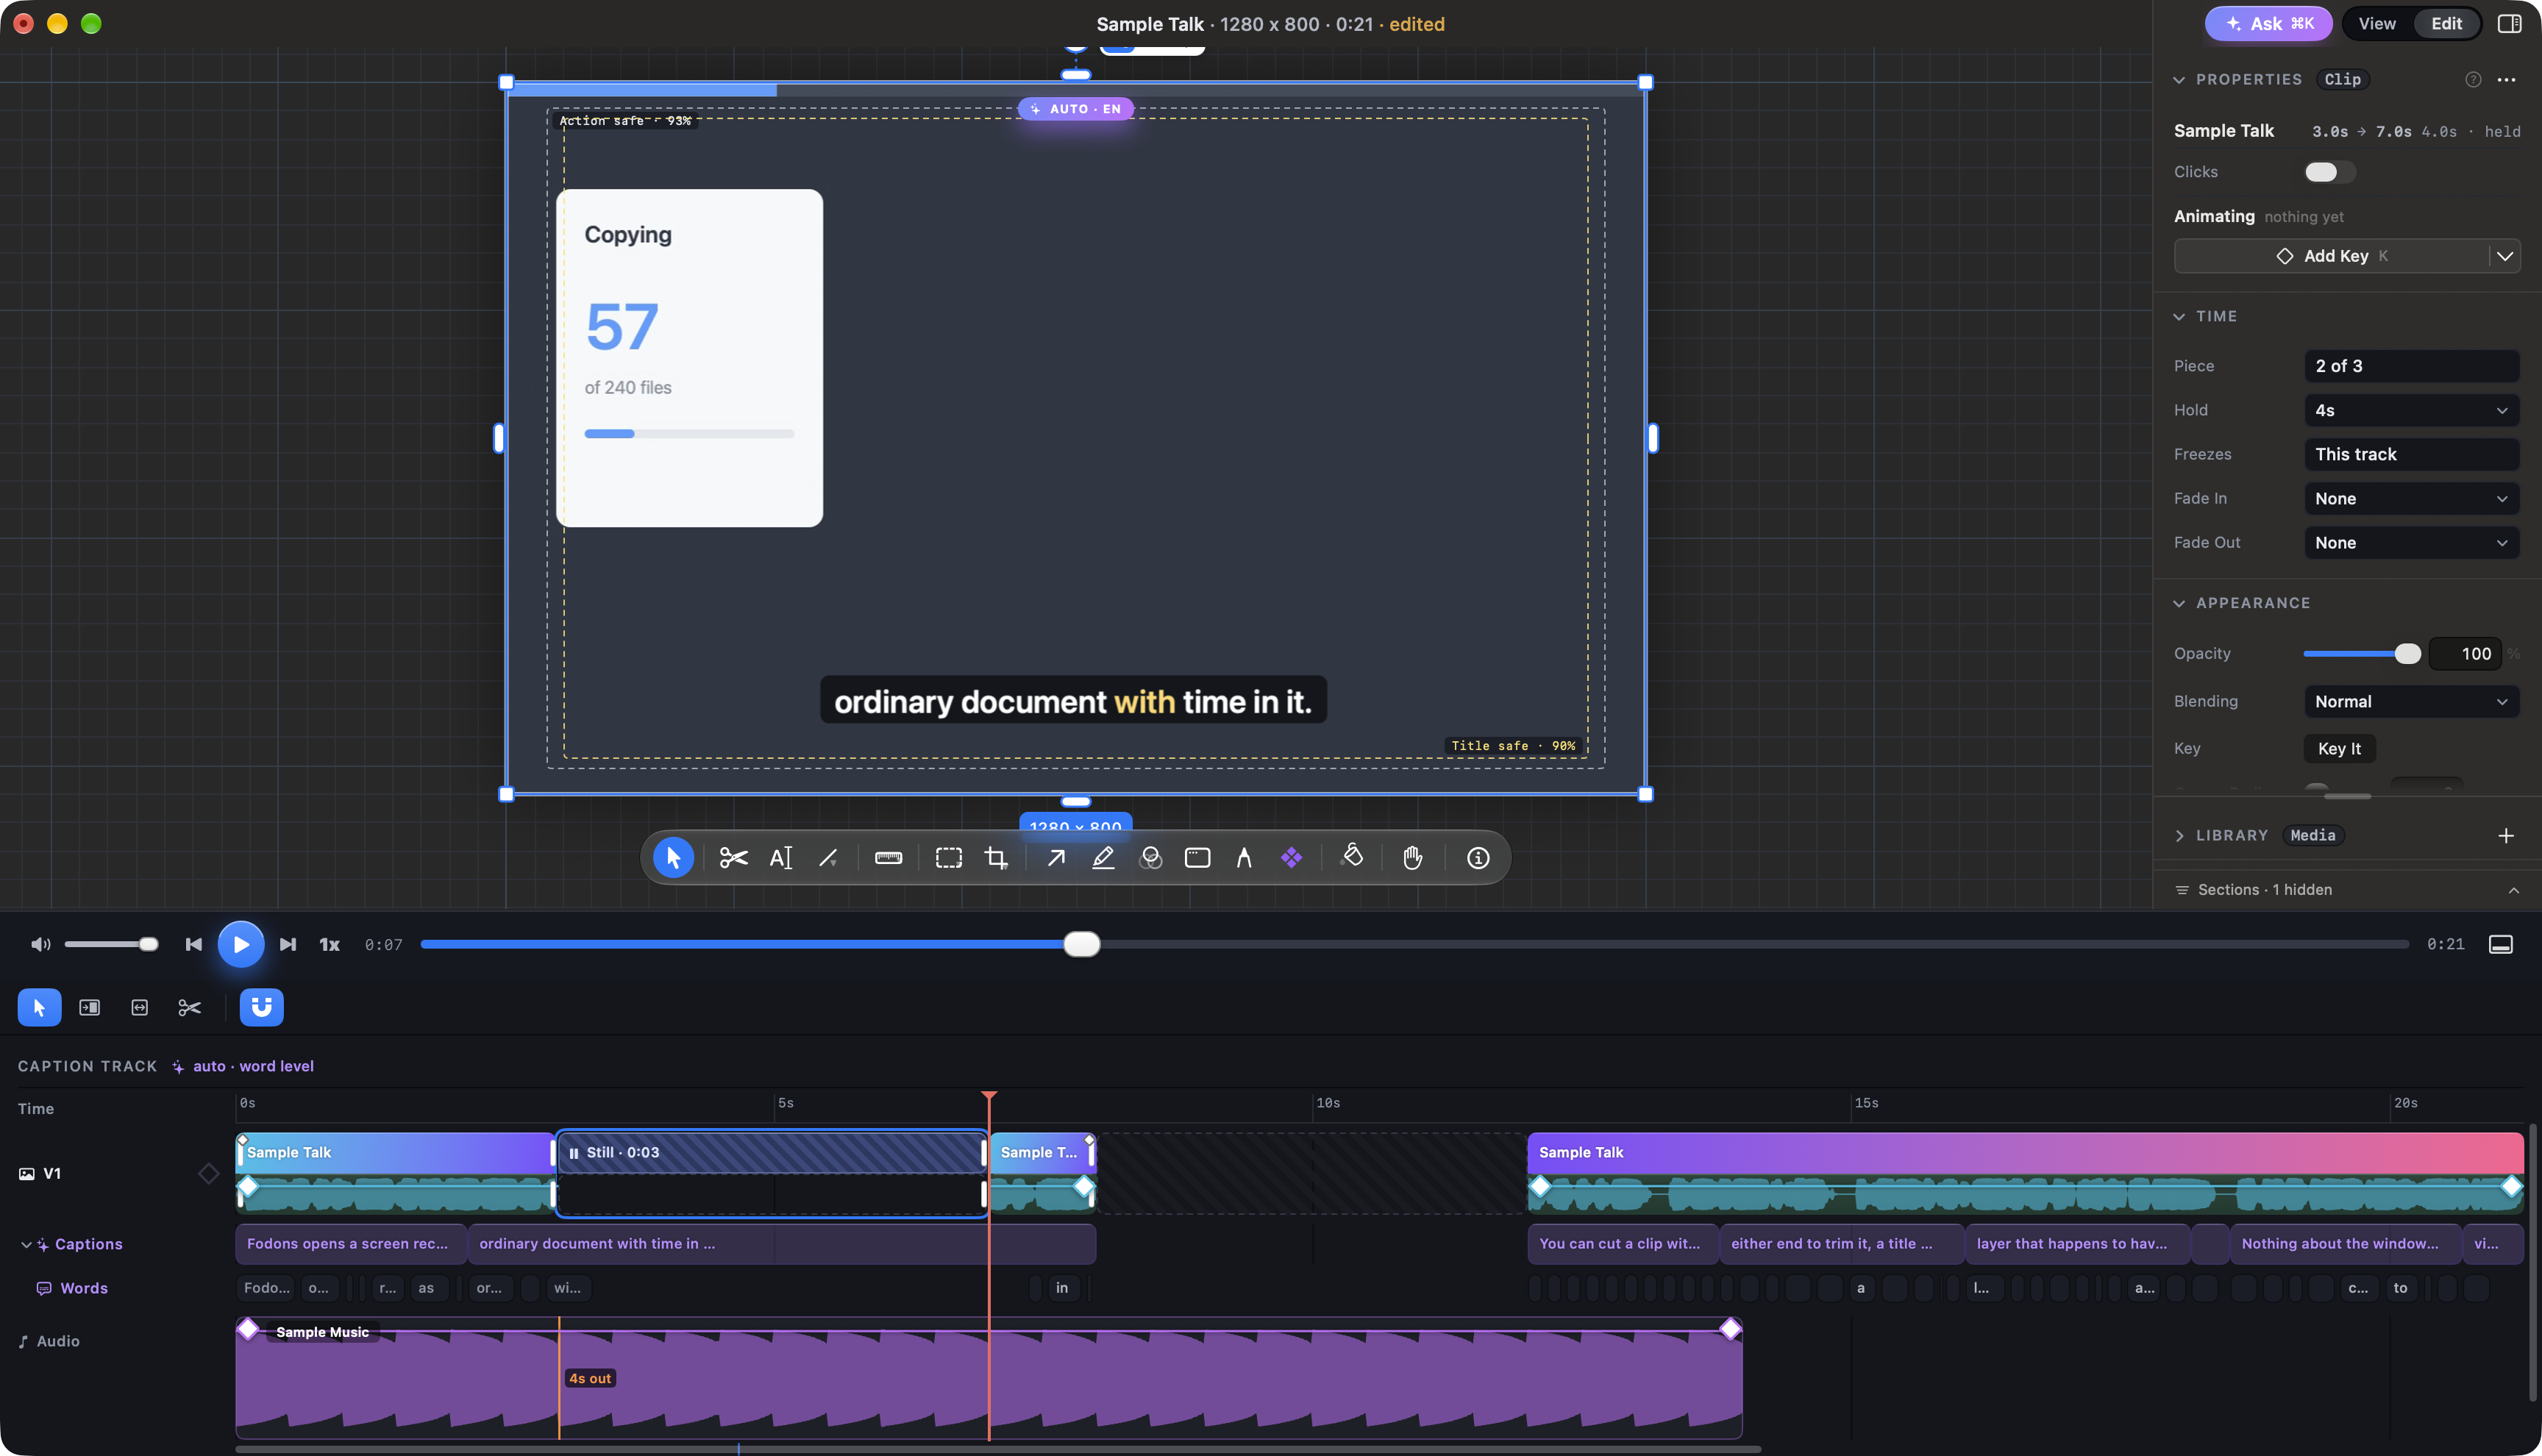 Sample Talk · 1280 x 800 · 0:21 · edited
Ask ⌘K
View
Edit
Action safe · 93%
AUTO · EN
Copying
57
of 240 files
ordinary document with time in it.
Title safe · 90%
1280 × 800
PROPERTIES Clip
Sample Talk 3.0s → 7.0s 4.0s · held
Clicks
Animating nothing yet
Add Key K
TIME
Piece 2 of 3
Hold 4s
Freezes This track
Fade In None
Fade Out None
APPEARANCE
Opacity 100 %
Blending Normal
Key Key It
LIBRARY Media
Sections · 1 hidden
1x 0:07 0:21
CAPTION TRACK auto · word level
Time 0s 5s 10s 15s 20s
V1 Sample Talk Still · 0:03 Sample T... Sample Talk
Captions Fodons opens a screen rec... ordinary document with time in ... You can cut a clip wit... either end to trim it, a title ... layer that happens to hav... Nothing about the window... vi...
Words Fodo... o... r... as or... wi... in a l... a... c... to
Audio Sample Music
4s out